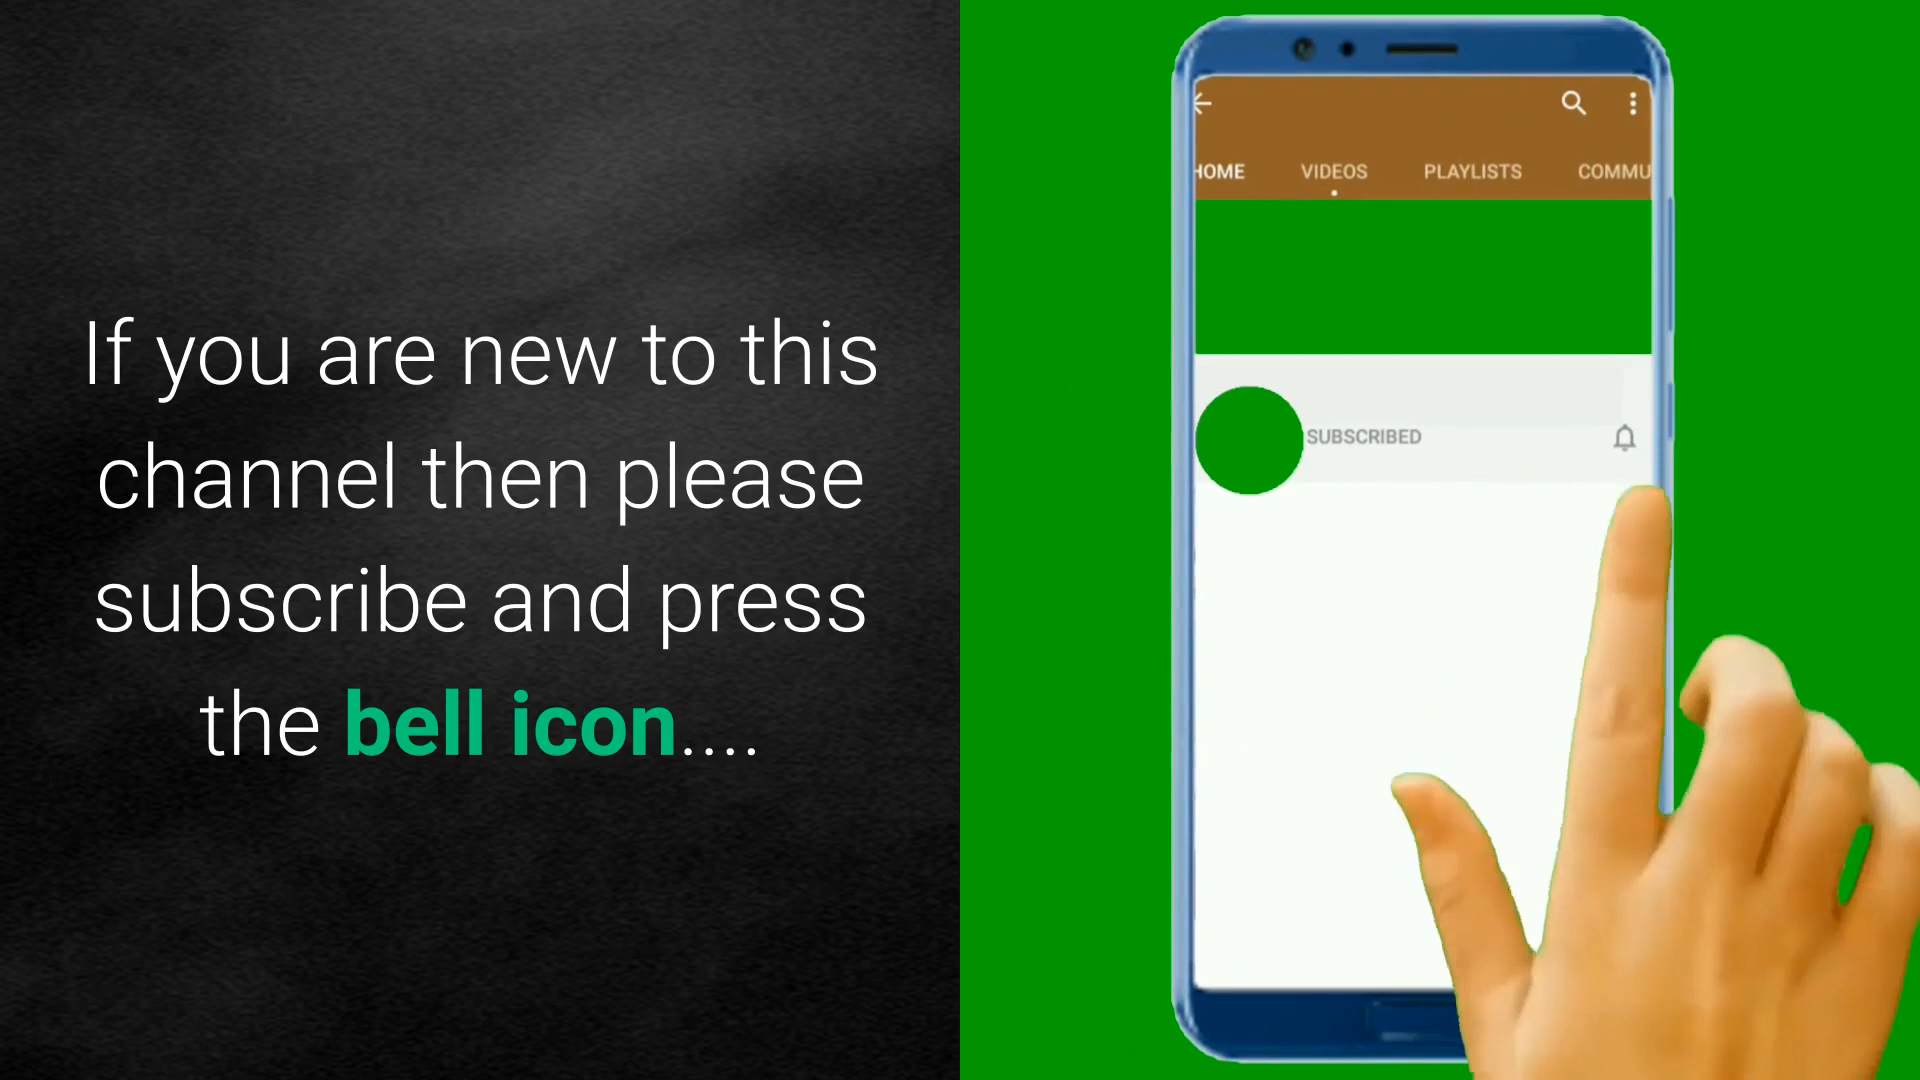 If you are new to this
channel then please
subscribe and press
the bell icon....
HOME VIDEOS PLAYLISTS COMMU
SUBSCRIBED